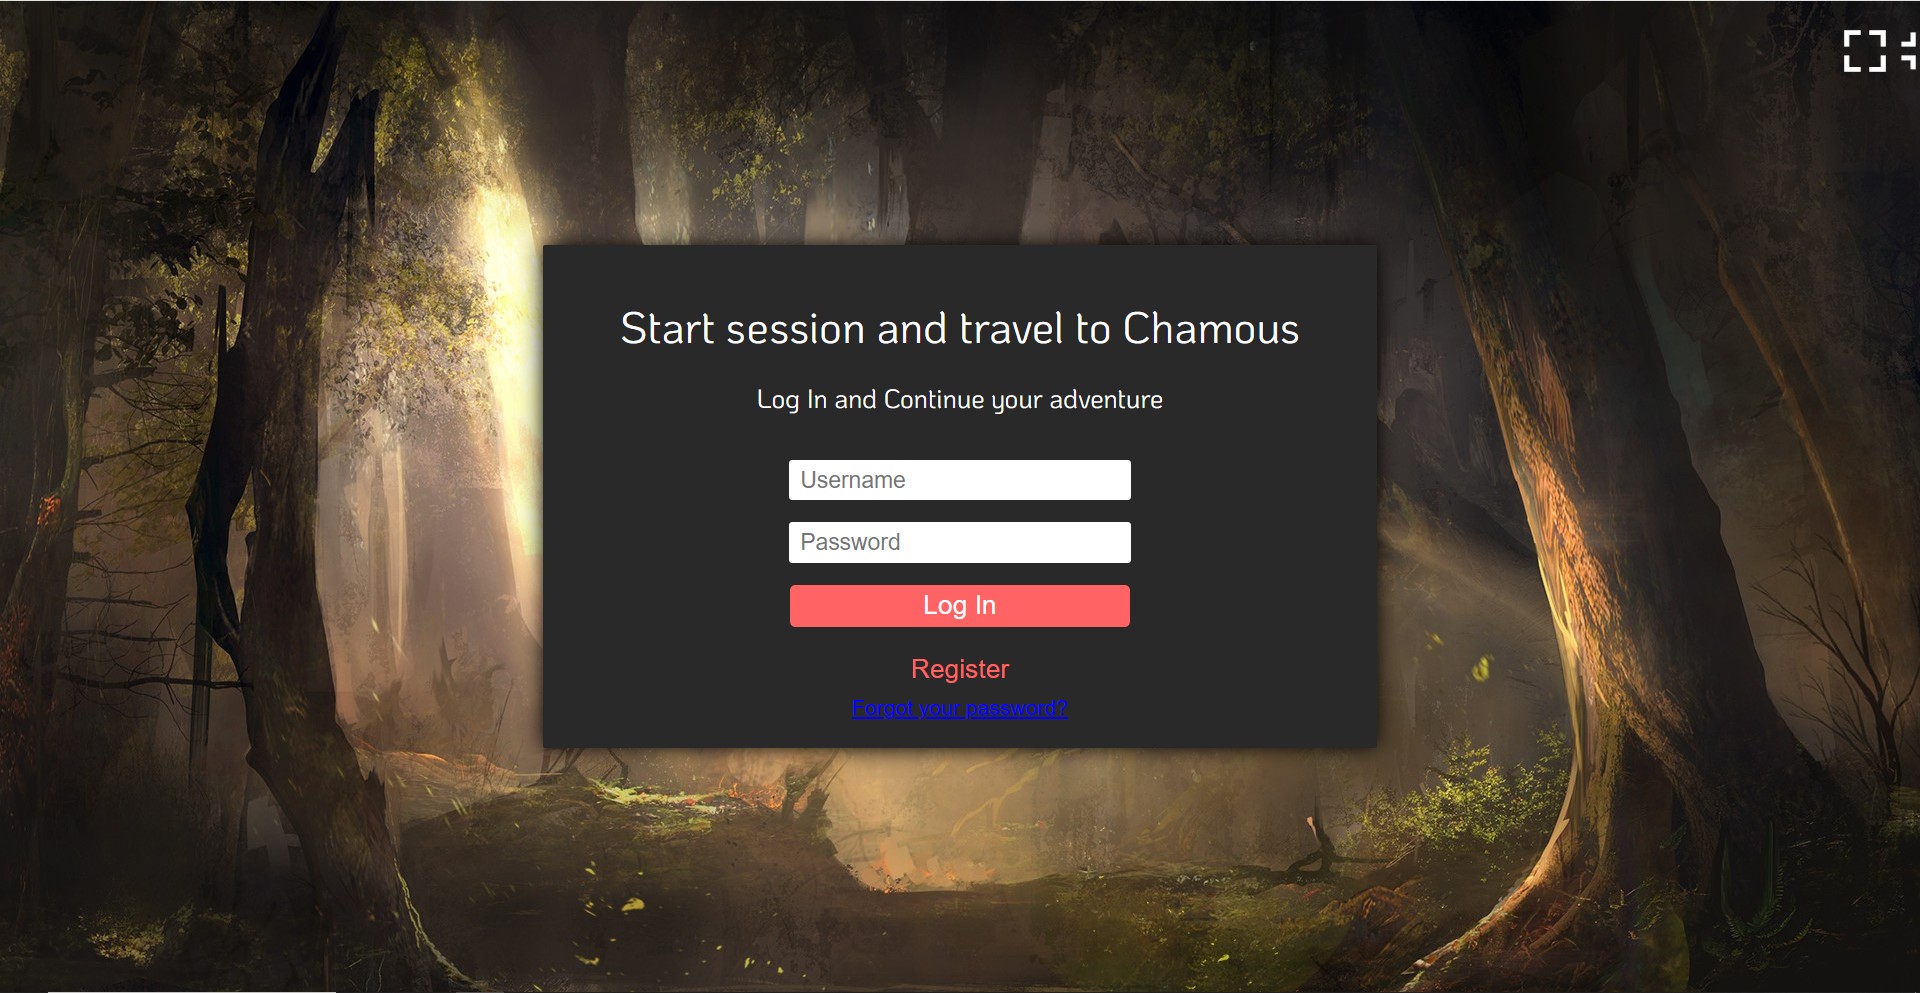 Start session and travel to Chamous
Log In and Continue your adventure
Username
Password
Log In
Register
Forgot your password?